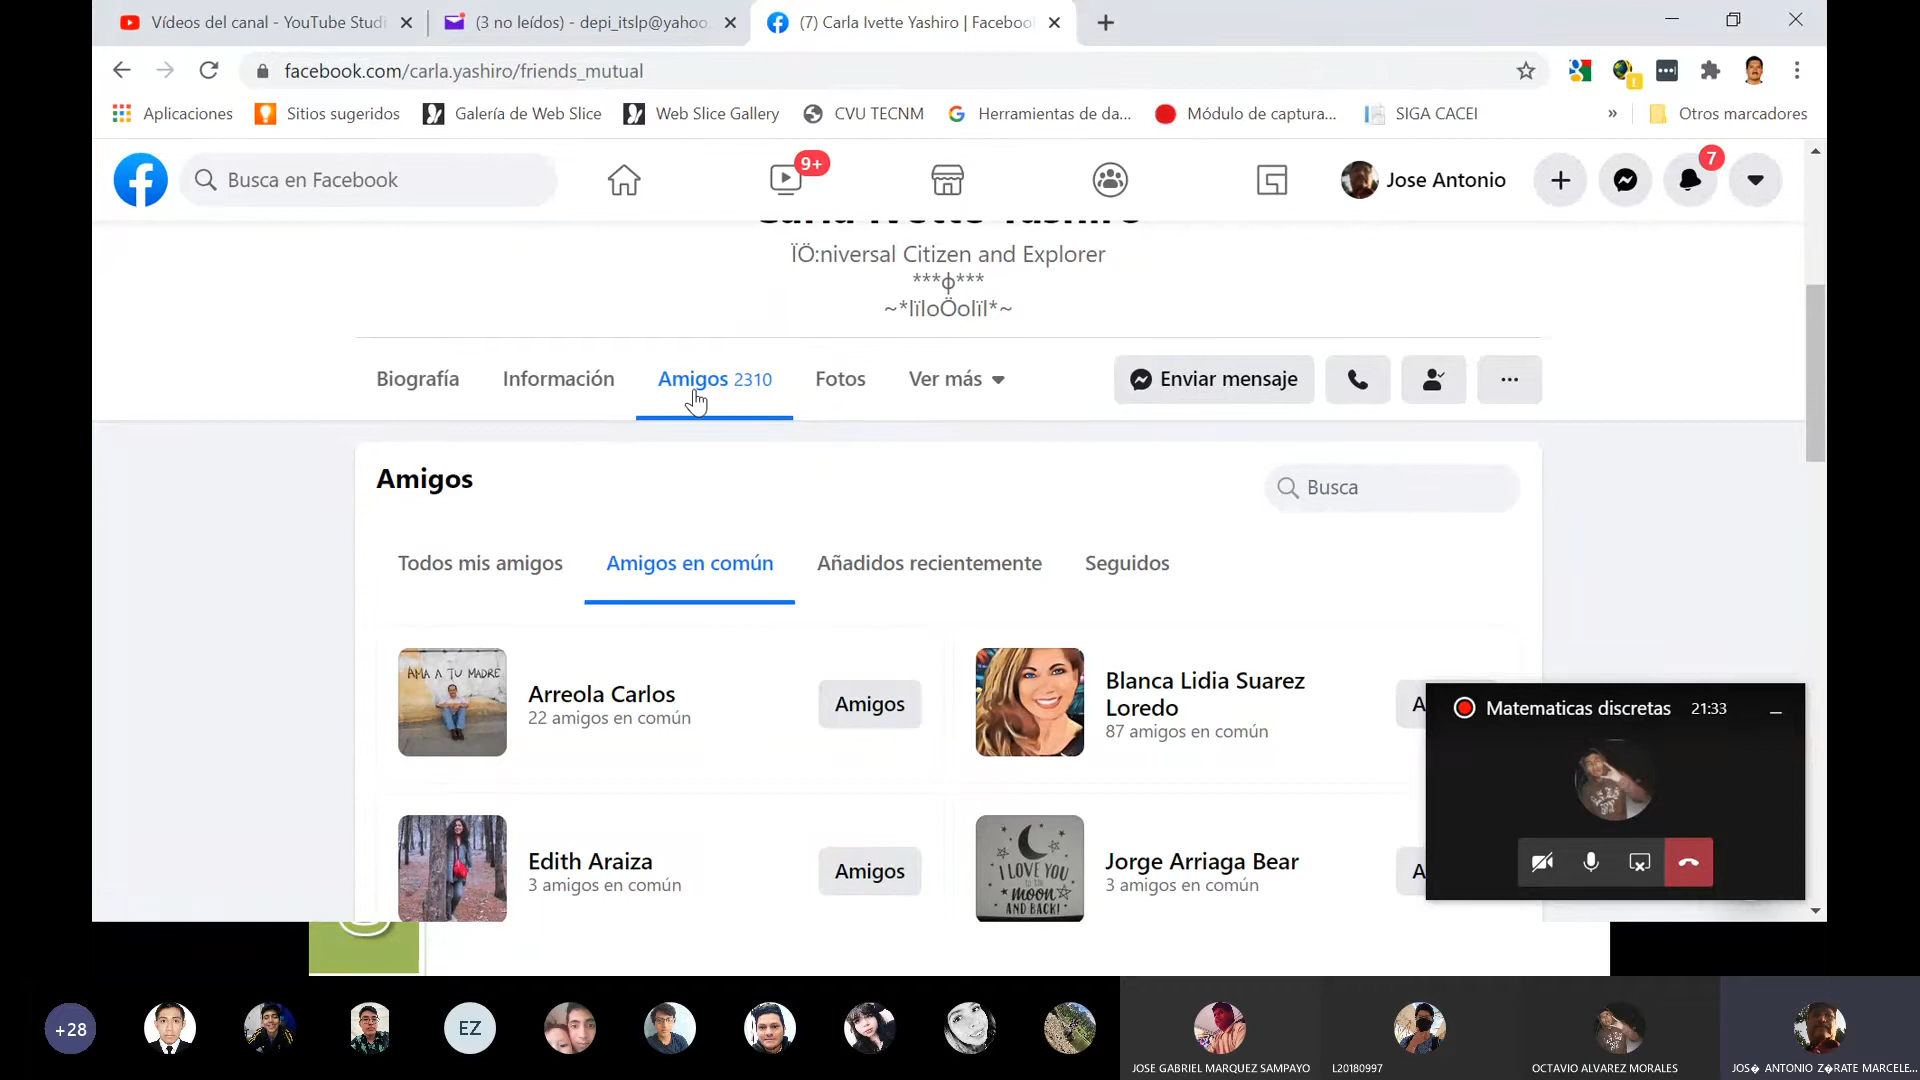 Vídeos del canal - YouTube Studi
(3 no leídos) - depi_itslp@yahoo.
(7) Carla Ivette Yashiro | Faceboo
facebook.com/carla.yashiro/friends_mutual
Aplicaciones
Sitios sugeridos
Galería de Web Slice
Web Slice Gallery
CVU TECNM
Herramientas de da...
Módulo de captura...
SIGA CACEI
»
Otros marcadores
Busca en Facebook
9+
Jose Antonio
7
Carla Ivette Yashiro
ÏÖ:niversal Citizen and Explorer
***ϕ***
~*lïloÖolïl*~
Biografía
Información
Amigos 2310
Fotos
Ver más
Enviar mensaje
Amigos
Busca
Todos mis amigos
Amigos en común
Añadidos recientemente
Seguidos
AMA A TU MADRE
Arreola Carlos
22 amigos en común
Amigos
Blanca Lidia Suarez
Loredo
87 amigos en común
A
Edith Araiza
3 amigos en común
Amigos
I LOVE YOU
to the
moon
AND BACK!
Jorge Arriaga Bear
3 amigos en común
A
Matematicas discretas
21:33
+28
EZ
JOSE GABRIEL MARQUEZ SAMPAYO
L20180997
OCTAVIO ALVAREZ MORALES
JOS� ANTONIO Z�RATE MARCELE...